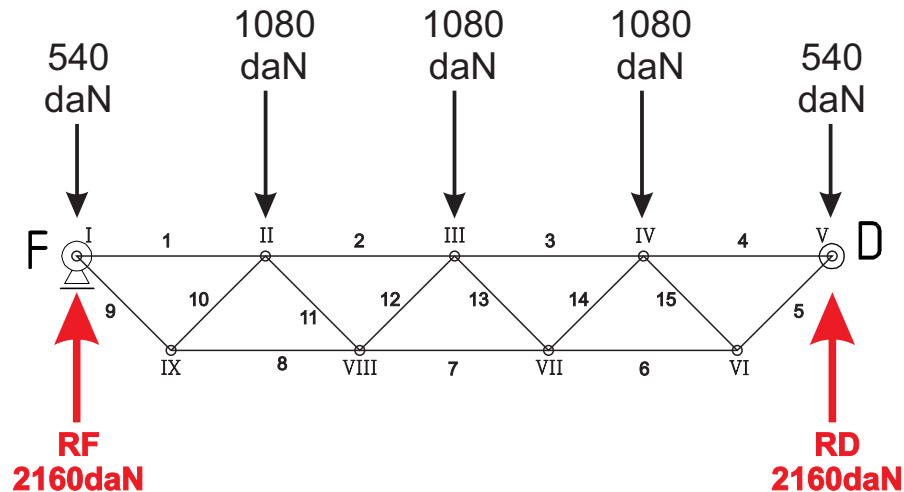 540
daN
1080
daN
1080
daN
1080
daN
540
daN
F
I
1
II
2
III
3
IV
4
V
D
9
10
11
12
13
14
15
5
IX
8
VIII
7
VII
6
VI
RF
2160daN
RD
2160daN